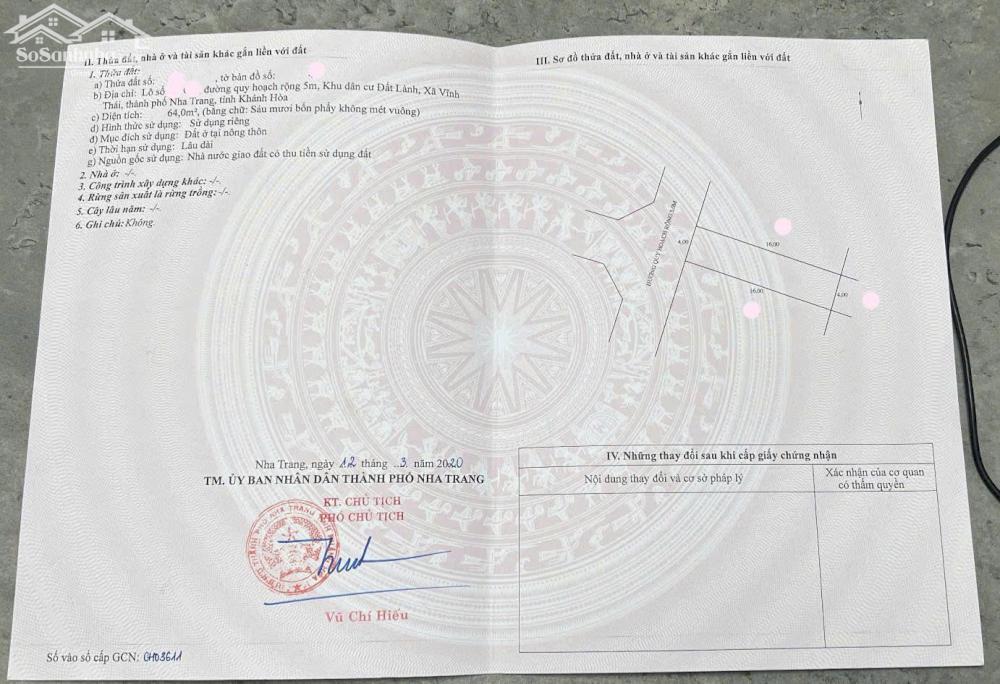 SoSanhnha
II. Thửa đất, nhà ở và tài sản khác gắn liền với đất
1. Thửa đất:
a) Thửa đất số: , tờ bản đồ số:
b) Địa chỉ: Lô số đường quy hoạch rộng 5m, Khu dân cư Đất Lành, Xã Vĩnh
Thái, thành phố Nha Trang, tỉnh Khánh Hòa
c) Diện tích: 64,0m², (bằng chữ: Sáu mươi bốn phẩy không mét vuông)
d) Hình thức sử dụng: Sử dụng riêng
đ) Mục đích sử dụng: Đất ở tại nông thôn
e) Thời hạn sử dụng: Lâu dài
g) Nguồn gốc sử dụng: Nhà nước giao đất có thu tiền sử dụng đất
2. Nhà ở: -/-
3. Công trình xây dựng khác: -/-
4. Rừng sản xuất là rừng trồng: -/-
5. Cây lâu năm: -/-
6. Ghi chú: Không.
Nha Trang, ngày 12 tháng 3 năm 2020
TM. ỦY BAN NHÂN DÂN THÀNH PHỐ NHA TRANG
KT. CHỦ TỊCH
PHÓ CHỦ TỊCH
Vũ Chí Hiếu
Số vào sổ cấp GCN: CH03611
III. Sơ đồ thửa đất, nhà ở và tài sản khác gắn liền với đất
ĐƯỜNG QUY HOẠCH RỘNG 5.0M
4,00
16,00
16,00
4,00
IV. Những thay đổi sau khi cấp giấy chứng nhận
Nội dung thay đổi và cơ sở pháp lý
Xác nhận của cơ quan
có thẩm quyền